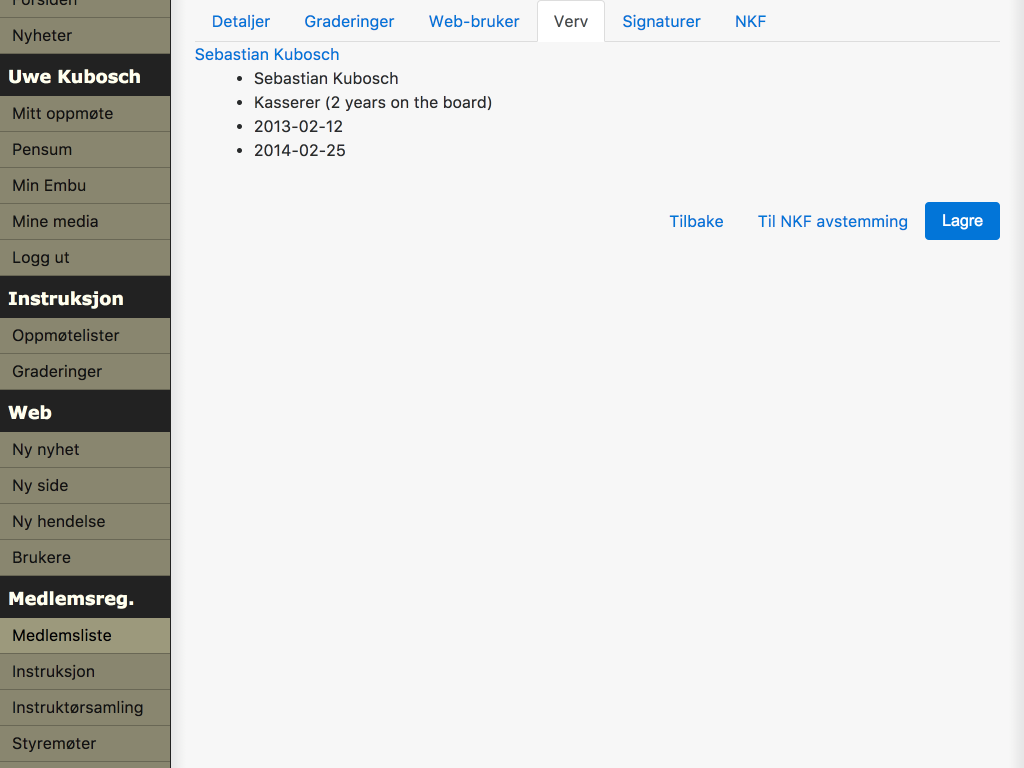 Forsiden
Nyheter
Uwe Kubosch
Mitt oppmøte
Pensum
Min Embu
Mine media
Logg ut
Instruksjon
Oppmøtelister
Graderinger
Web
Ny nyhet
Ny side
Ny hendelse
Brukere
Medlemsreg.
Medlemsliste
Instruksjon
Instruktørsamling
Styremøter
Detaljer Graderinger Web-bruker Verv Signaturer NKF
Sebastian Kubosch
Sebastian Kubosch
Kasserer (2 years on the board)
2013-02-12
2014-02-25
Tilbake Til NKF avstemming Lagre